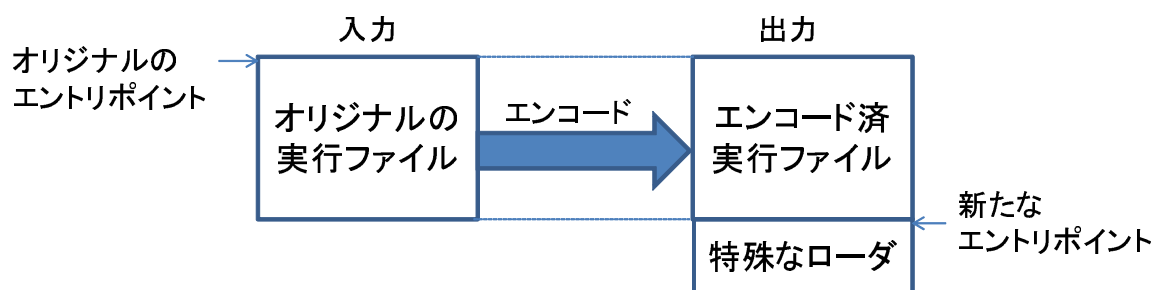 入力
出力
オリジナルの
エントリポイント
オリジナルの
実行ファイル
エンコード
エンコード済
実行ファイル
新たな
エントリポイント
特殊なローダ